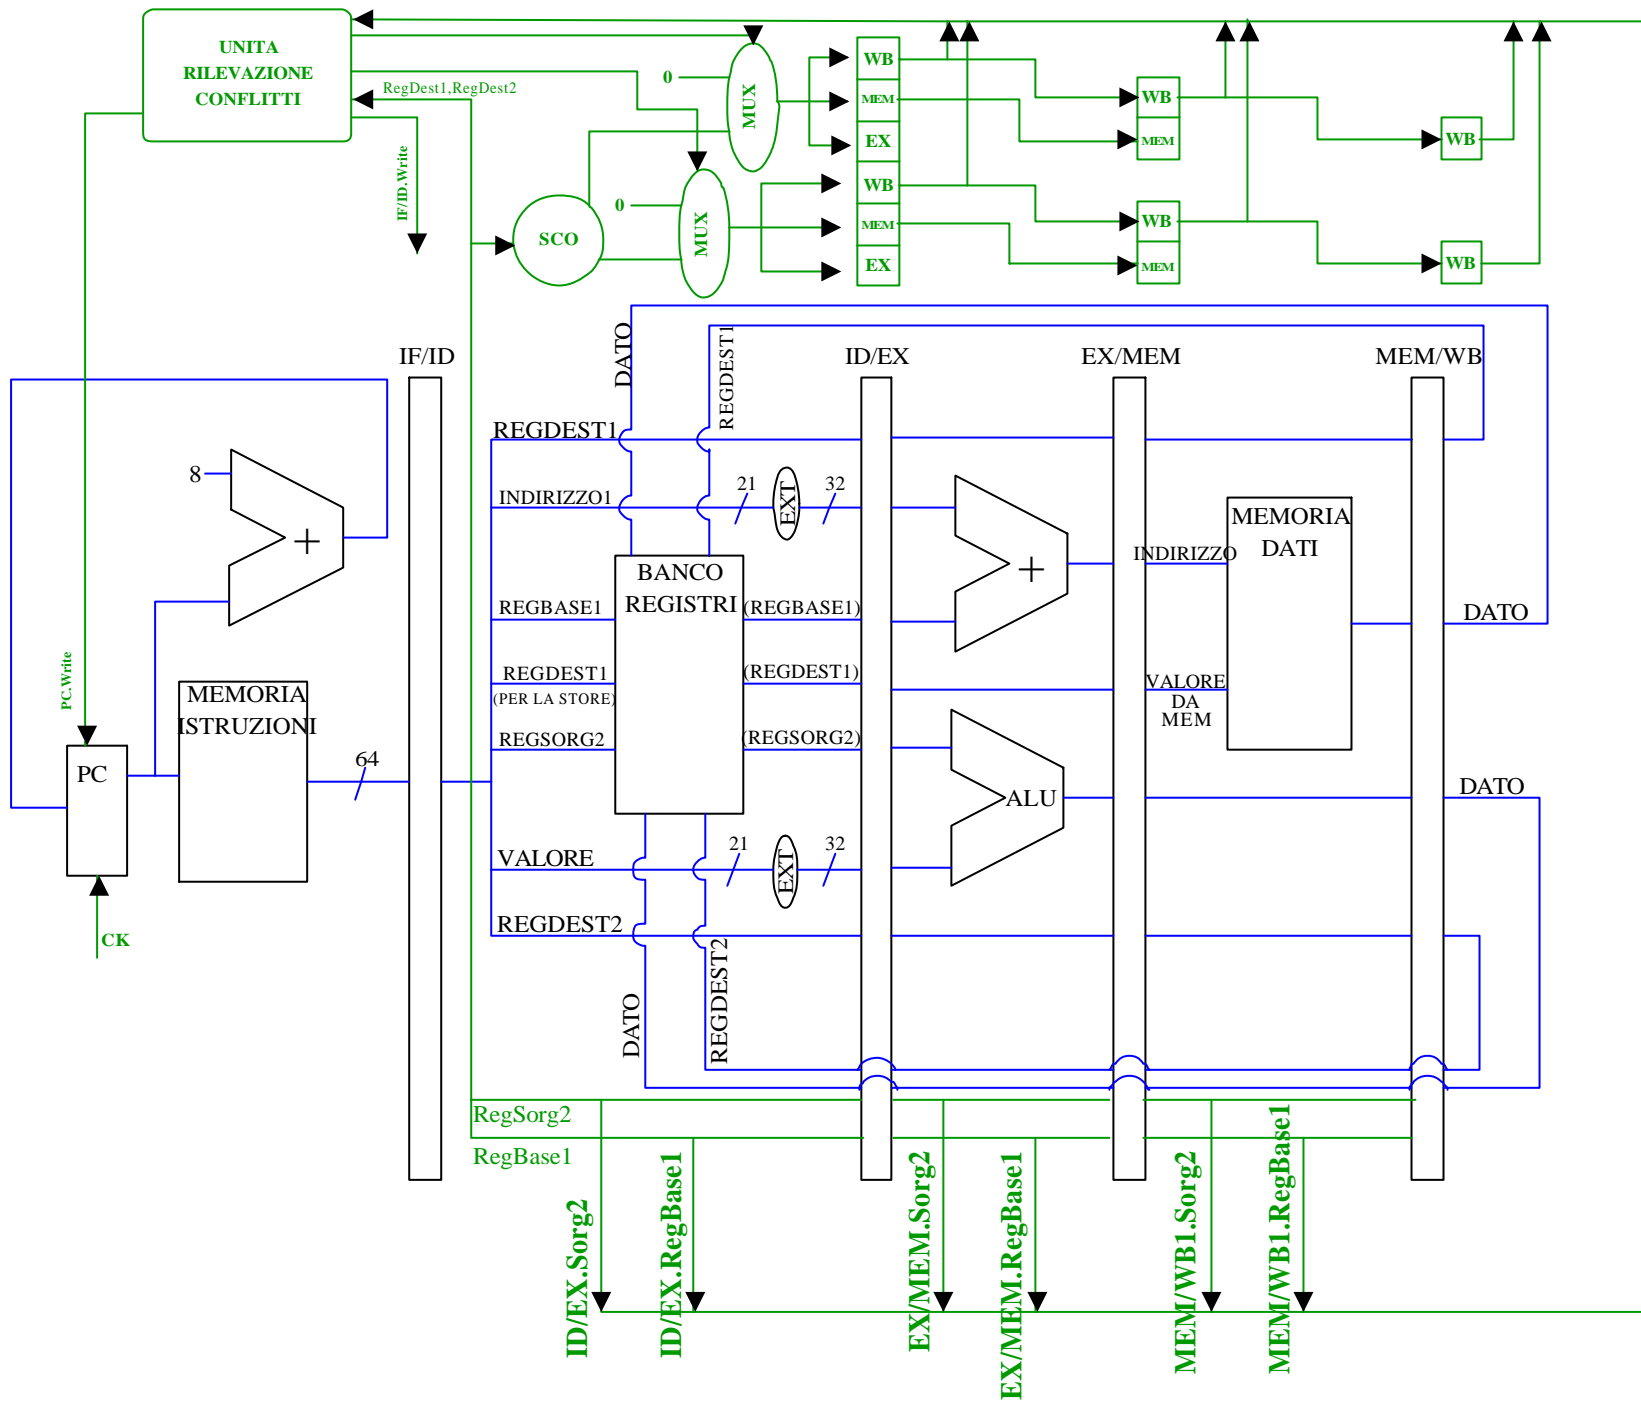 UNITA
RILEVAZIONE
CONFLITTI
RegDest1,RegDest2
IF/ID.Write
PC.Write
0
MUX
0
MUX
SCO
WB
MEM
EX
WB
MEM
EX
WB
MEM
WB
MEM
WB
WB
IF/ID
ID/EX
EX/MEM
MEM/WB
DATO
REGDEST1
REGDEST1
8
+
INDIRIZZO1
21
EXT
32
BANCO
REGISTRI
REGBASE1
(REGBASE1)
REGDEST1
(PER LA STORE)
(REGDEST1)
REGSORG2
(REGSORG2)
+
INDIRIZZO
MEMORIA
DATI
VALORE
DA
MEM
DATO
ALU
DATO
PC
MEMORIA
ISTRUZIONI
64
CK
VALORE
21
EXT
32
REGDEST2
DATO
REGDEST2
RegSorg2
RegBase1
ID/EX.Sorg2
ID/EX.RegBase1
EX/MEM.Sorg2
EX/MEM.RegBase1
MEM/WB1.Sorg2
MEM/WB1.RegBase1